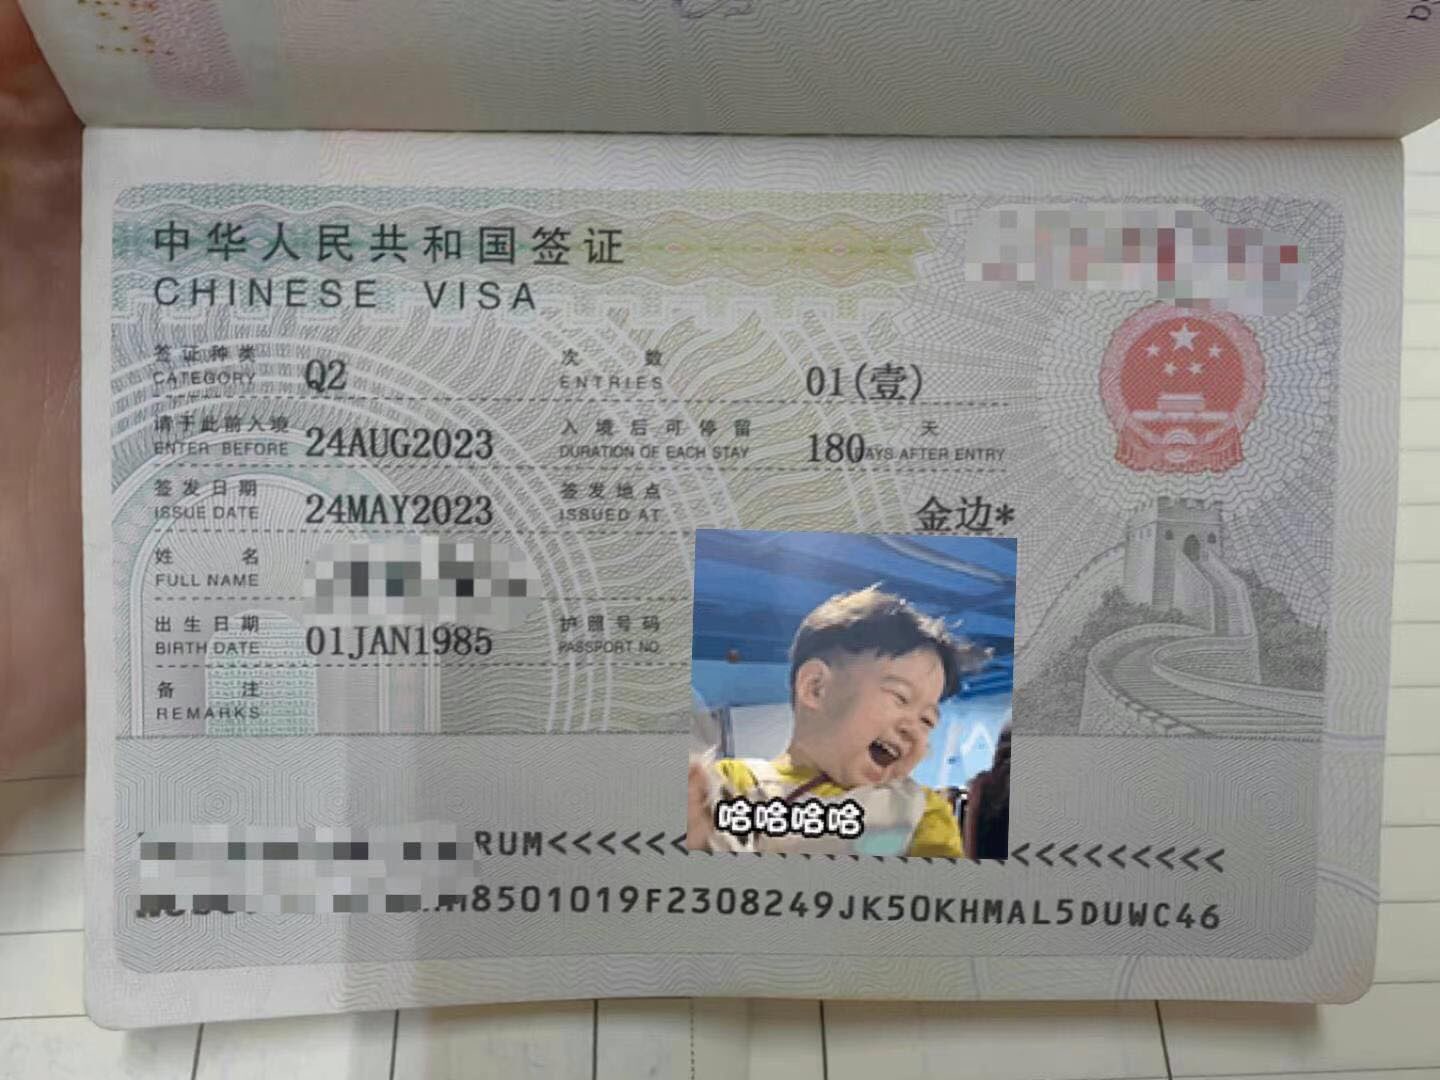 中华人民共和国签证
CHINESE VISA
签证种类 CATEGORY Q2 次数 ENTRIES 01(壹)
请于此前入境 ENTER BEFORE 24AUG2023 入境后可停留 DURATION OF EACH STAY 180 天 AYS AFTER ENTRY
签发日期 ISSUE DATE 24MAY2023 签发地点 ISSUED AT 金边*
姓名 FULL NAME
出生日期 BIRTH DATE 01JAN1985 护照号码 PASSPORT NO
备注 REMARKS
哈哈哈哈
RUM<<<<<<< <<<<<<<<<<<
M8501019F2308249JK50KHMAL5DUWC46